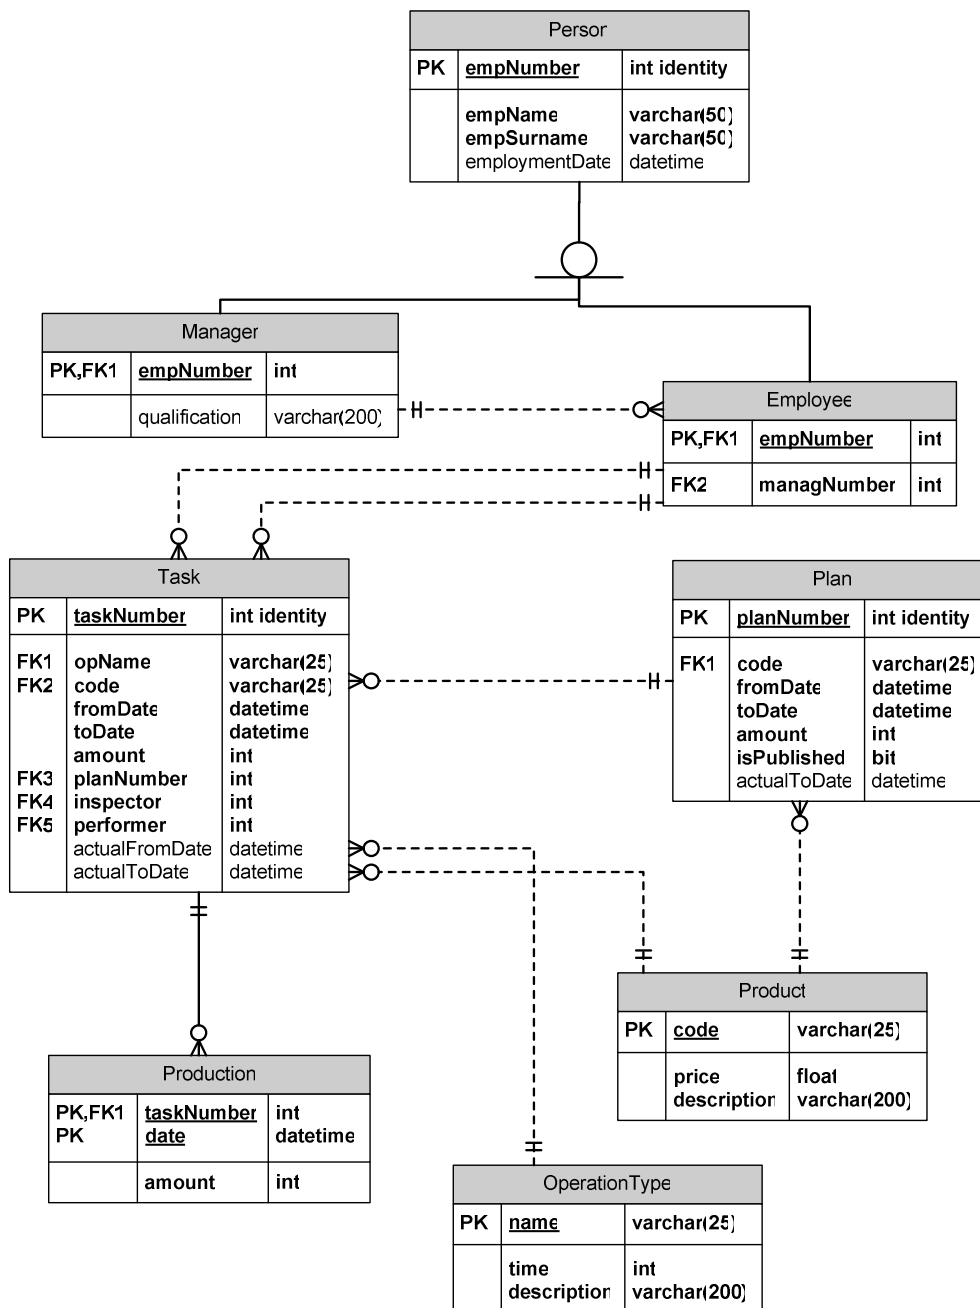 Person
PK empNumber int identity
empName varchar(50)
empSurname varchar(50)
employmentDate datetime
Manager
PK,FK1 empNumber int
qualification varchar(200)
Employee
PK,FK1 empNumber int
FK2 managNumber int
Task
PK taskNumber int identity
FK1 opName varchar(25)
FK2 code varchar(25)
fromDate datetime
toDate datetime
amount int
FK3 planNumber int
FK4 inspector int
FK5 performer int
actualFromDate datetime
actualToDate datetime
Plan
PK planNumber int identity
FK1 code varchar(25)
fromDate datetime
toDate datetime
amount int
isPublished bit
actualToDate datetime
Product
PK code varchar(25)
price float
description varchar(200)
Production
PK,FK1 taskNumber int
PK date datetime
amount int
OperationType
PK name varchar(25)
time int
description varchar(200)